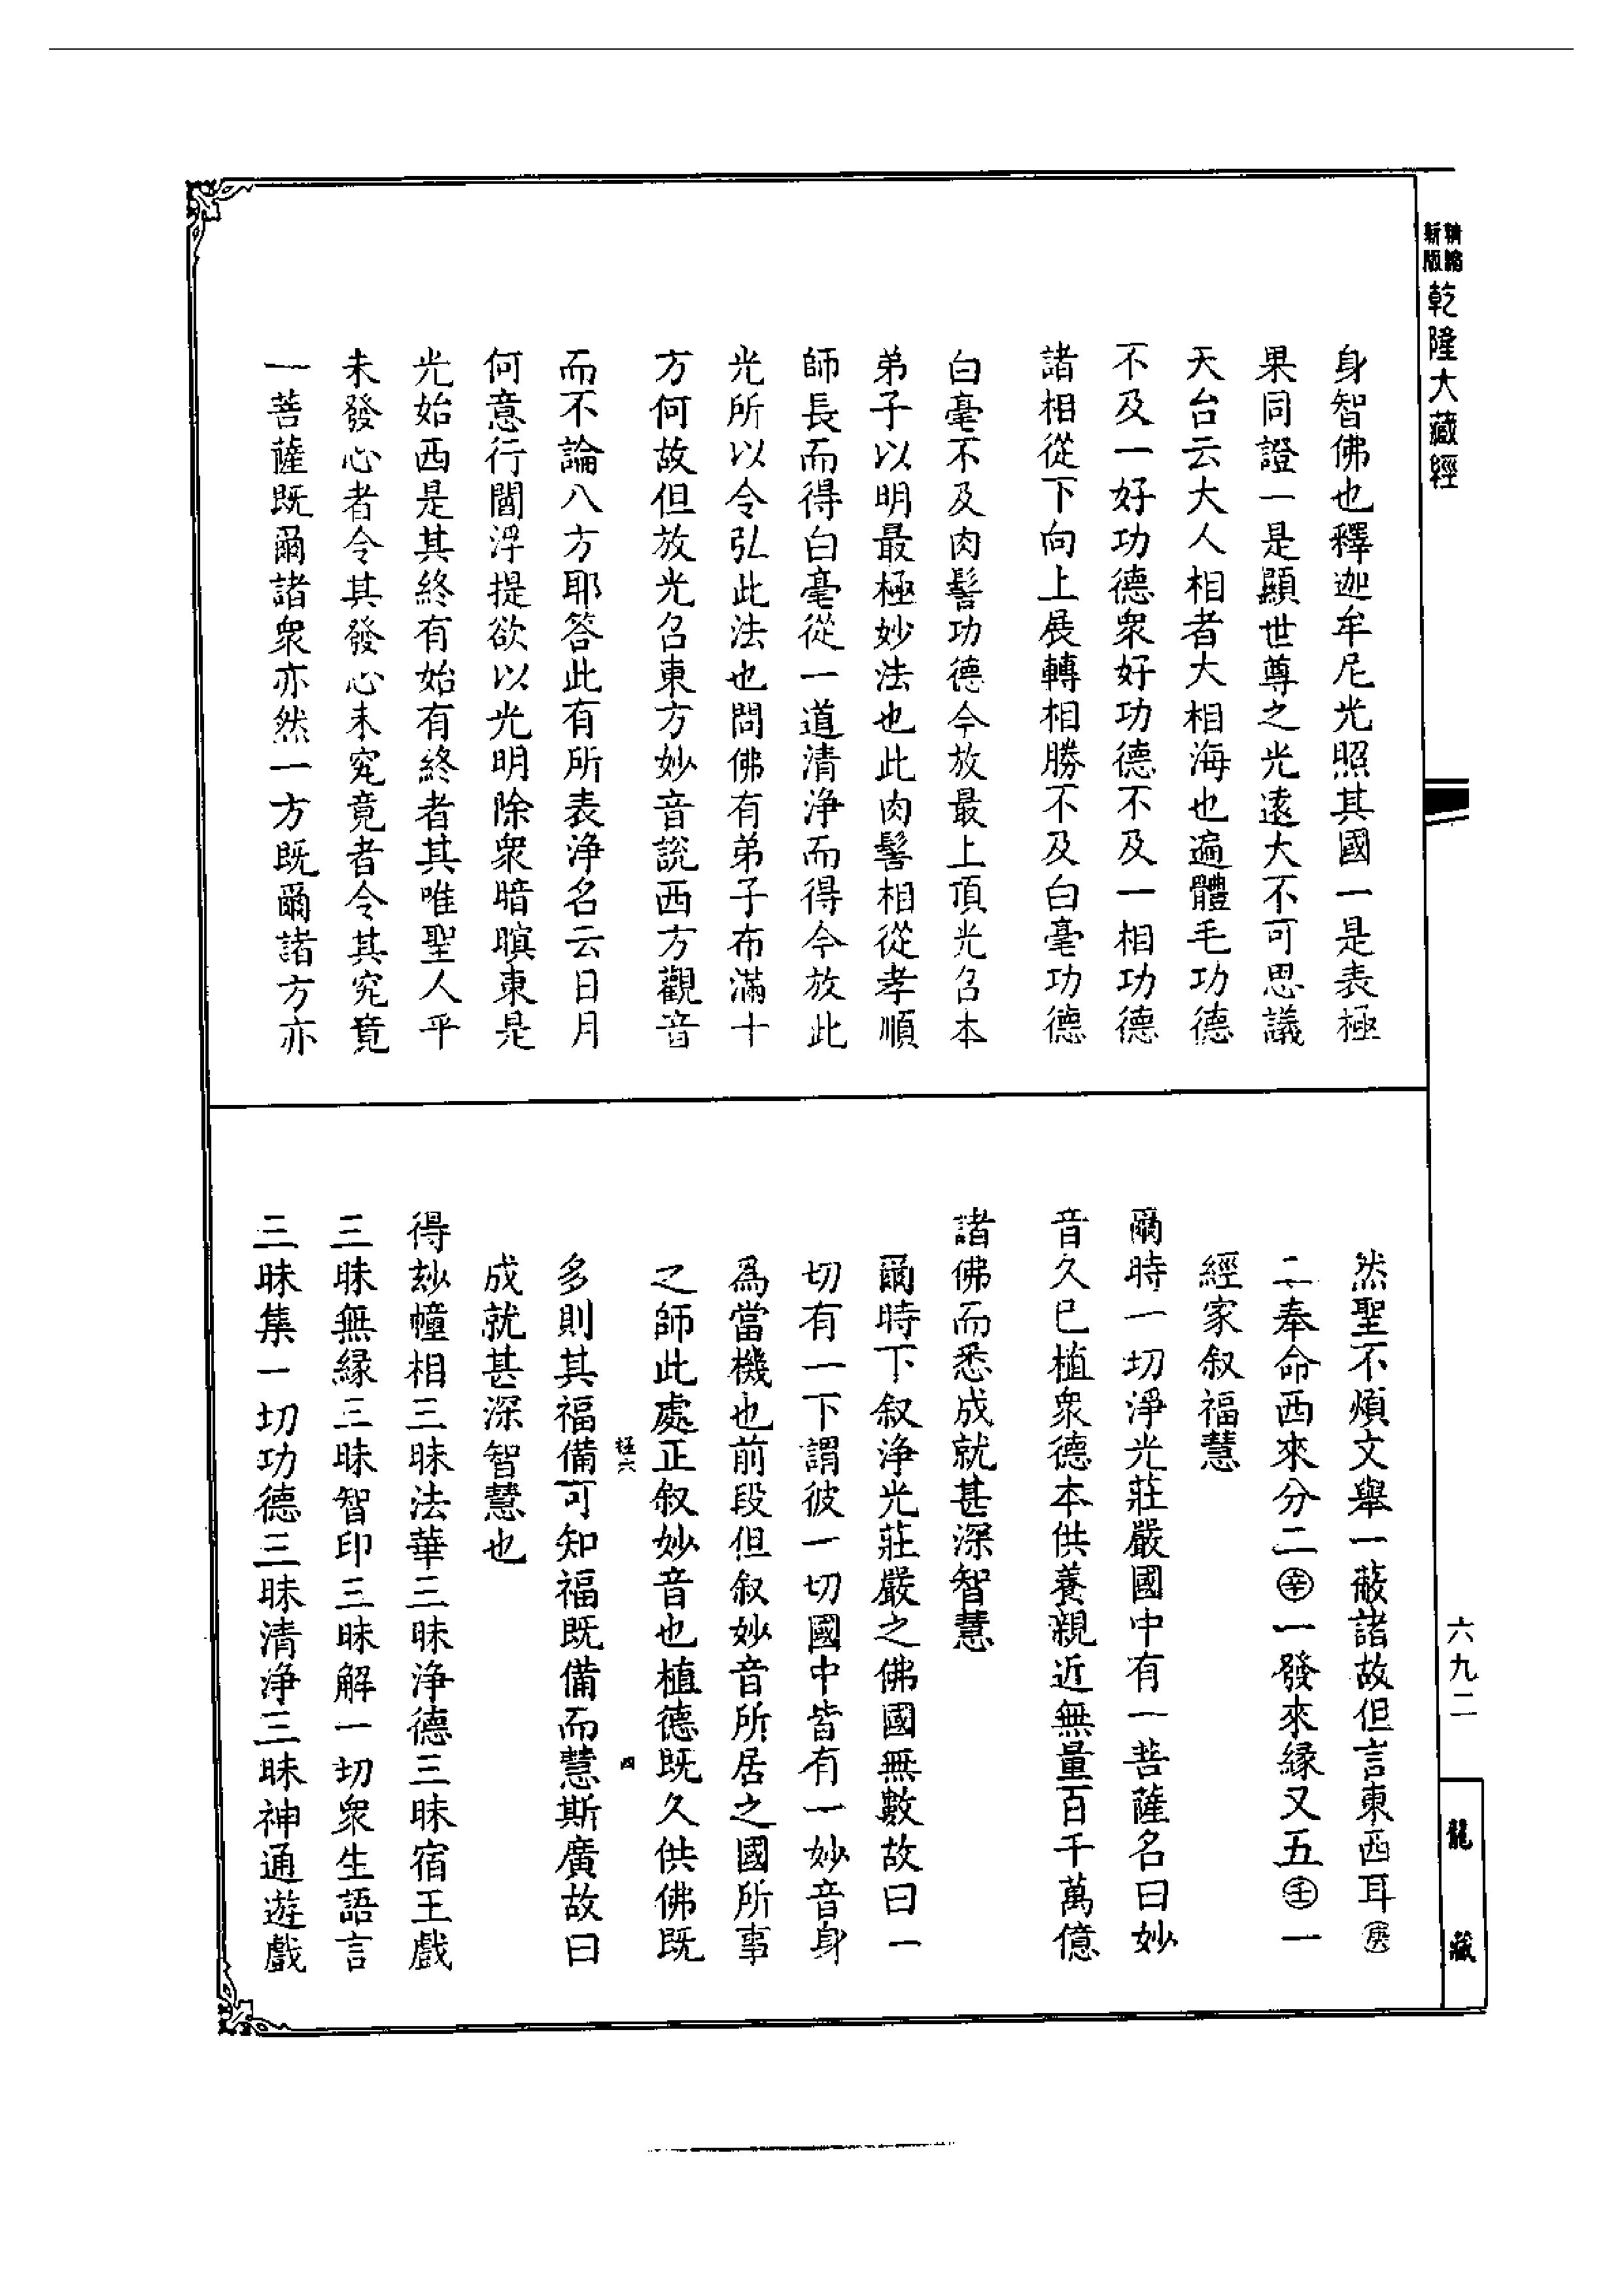 精縮
新版
乾隆大藏經
身智佛也釋迦牟尼光照其國一是表極
果同證一是顯世尊之光遠大不可思議
天台云大人相者大相海也遍體毛功德
不及一好功德衆好功德不及一相功德
諸相從下向上展轉相勝不及白毫功德
白毫不及肉髻功德今放最上頂光召本
弟子以明最極妙法也此肉髻相從孝順
師長而得白毫從一道清淨而得今放此
光所以令弘此法也問佛有弟子布滿十
方何故但放光召東方妙音說西方觀音
而不論八方耶答此有所表淨名云日月
何意行閻浮提欲以光明除衆暗瞑東是
光始西是其終有始有終者其唯聖人乎
未發心者令其發心未究竟者令其究竟
一菩薩既爾諸衆亦然一方既爾諸方亦
然聖不煩文舉一蔽諸故但言東西耳㊢
二奉命西來分二㊛一發來緣又五㊋一
經家叙福慧
爾時一切淨光莊嚴國中有一菩薩名曰妙
音久已植衆德本供養親近無量百千萬億
諸佛而悉成就甚深智慧
爾時下叙淨光莊嚴之佛國無數故曰一
切有一下謂彼一切國中皆有一妙音身
爲當機也前段但叙妙音所居之國所事
之師此處正叙妙音也植德既久供佛既
多則其福備可知福既備而慧斯廣故曰
成就甚深智慧也
得玅幢相三昧法華三昧淨德三昧宿王戲
三昧無緣三昧智印三昧解一切衆生語言
三昧集一切功德三昧清淨三昧神通遊戲
六九二
龍藏
四